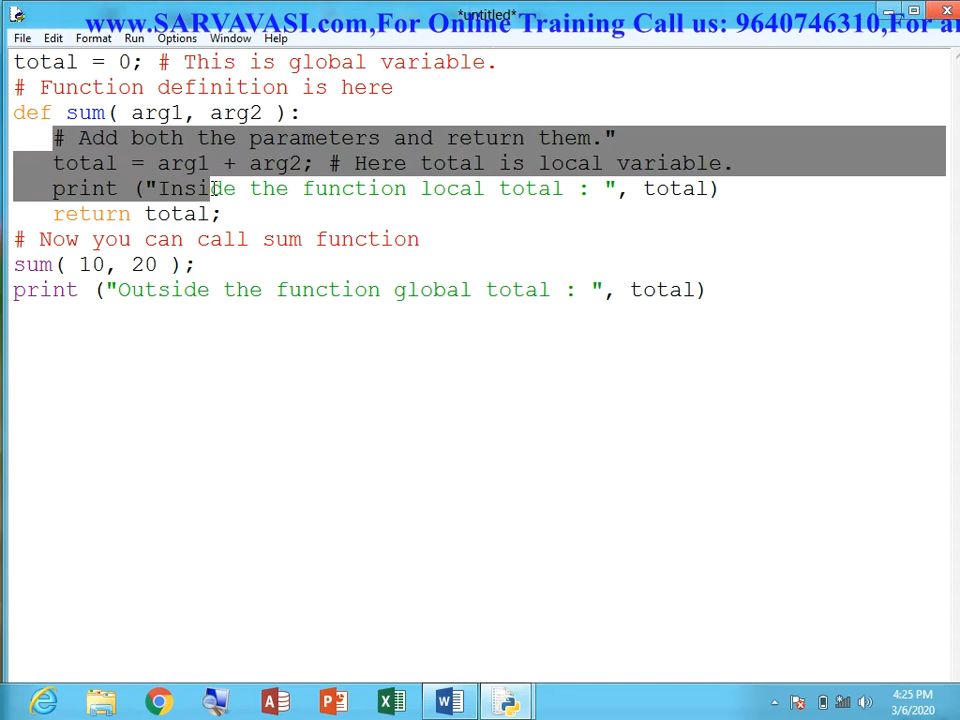 *untitled*
www.SARVAVASI.com,For Online Training Call us: 9640746310,For
File Edit Format Run Options Window Help
total = 0; # This is global variable.
# Function definition is here
def sum( arg1, arg2 ):
# Add both the parameters and return them."
total = arg1 + arg2; # Here total is local variable.
print ("Inside the function local total : ", total)
return total;
# Now you can call sum function
sum( 10, 20 );
print ("Outside the function global total : ", total)
4:25 PM
3/6/2020